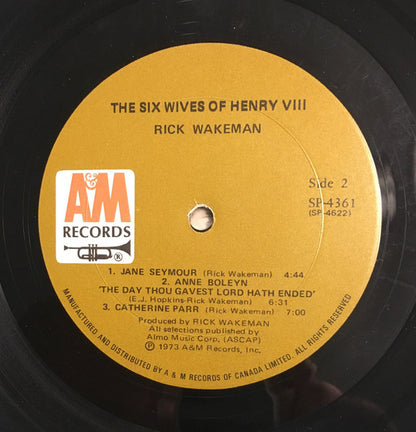 THE SIX WIVES OF HENRY VIII
RICK WAKEMAN
Side 2
SP-4361
(SP-4622)
A&M
RECORDS
®
1. JANE SEYMOUR (Rick Wakeman) 4:44
2. ANNE BOLEYN
'THE DAY THOU GAVEST LORD HATH ENDED'
(E.J. Hopkins-Rick Wakeman) 6:31
3. CATHERINE PARR (Rick Wakeman) 7:00
Produced by RICK WAKEMAN
All selections published by
Almo Music Corp. (ASCAP)
℗ 1973 A&M Records, Inc.
MANUFACTURED AND DISTRIBUTED BY A & M RECORDS OF CANADA LIMITED. ALL RIGHTS RESERVED.